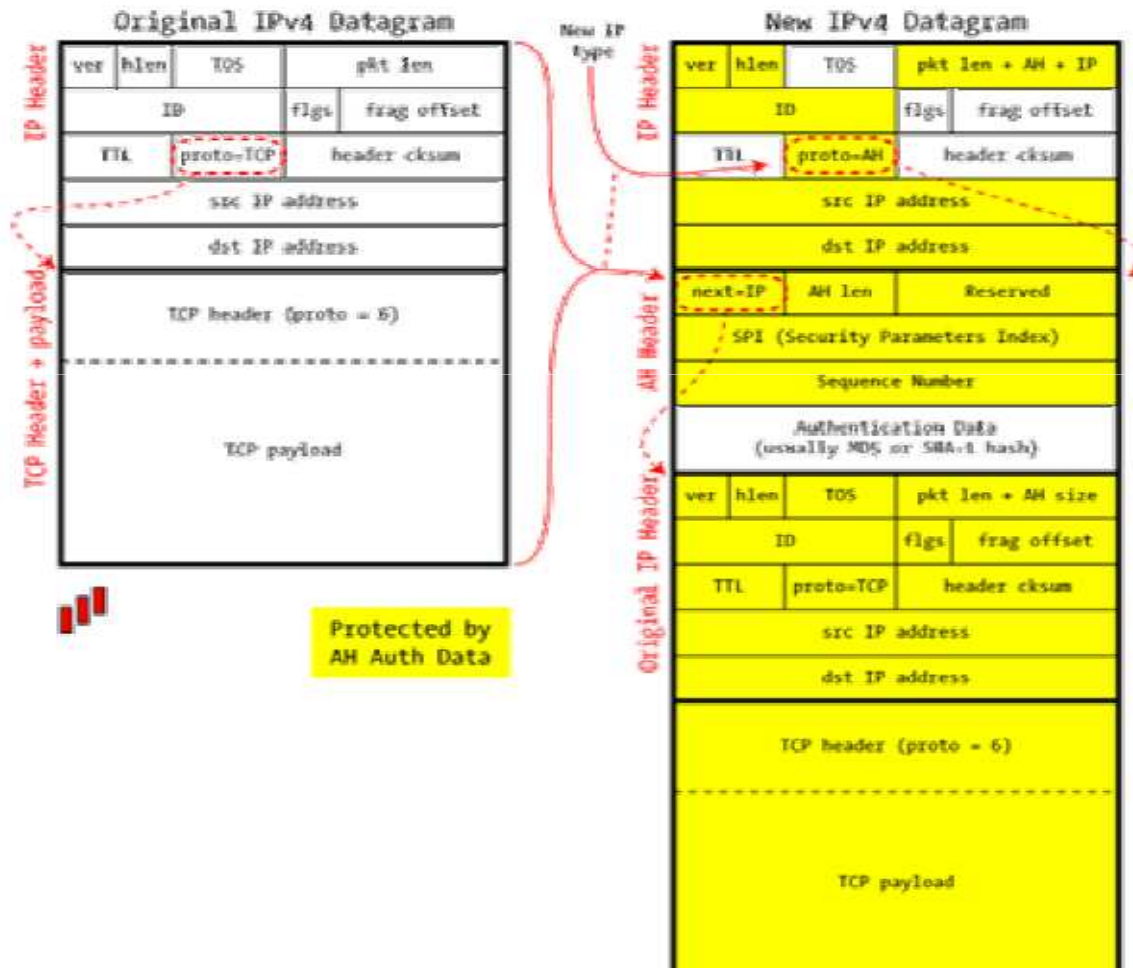 Original IPv4 Datagram
New IP
type
New IPv4 Datagram
IP Header
ver hlen TOS pkt len
ID flgs frag offset
TTL proto=TCP header cksum
src IP address
dst IP address
TCP Header + payload
TCP header (proto = 6)
TCP payload
Protected by
AH Auth Data
IP Header
ver hlen TOS pkt len + AH + IP
ID flgs frag offset
TTL proto=AH header cksum
src IP address
dst IP address
AH Header
next=IP AH len Reserved
SPI (Security Parameters Index)
Sequence Number
Authentication Data
(usually MD5 or SHA-1 hash)
Original IP Header
ver hlen TOS pkt len + AH size
ID flgs frag offset
TTL proto=TCP header cksum
src IP address
dst IP address
TCP header (proto = 6)
TCP payload